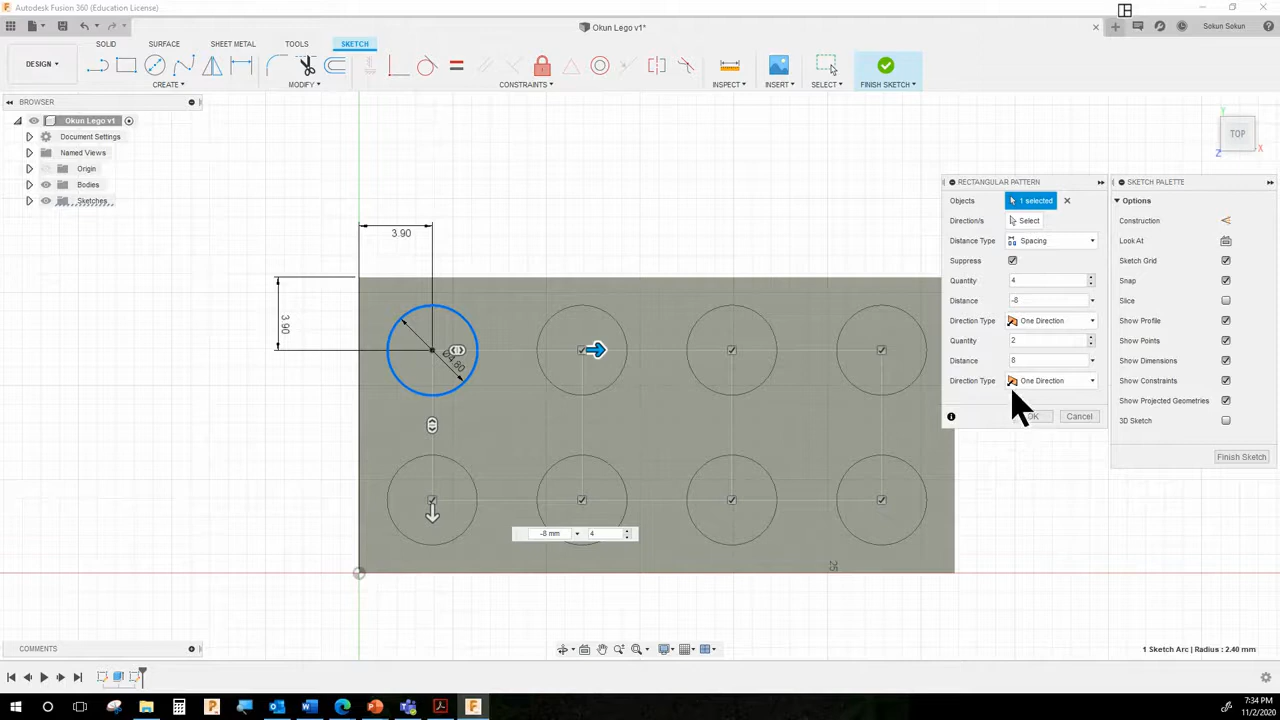 Autodesk Fusion 360 (Education License)
Okun Lego v1*
Sokun Sokun
SOLID SURFACE SHEET METAL TOOLS SKETCH
DESIGN
CREATE MODIFY CONSTRAINTS INSPECT INSERT SELECT FINISH SKETCH
BROWSER
Okun Lego v1
Document Settings
Named Views
Origin
Bodies
Sketches
TOP
Y
X
Z
RECTANGULAR PATTERN
Objects 1 selected
Direction/s Select
Distance Type Spacing
Suppress
Quantity 4
Distance -8
Direction Type One Direction
Quantity 2
Distance 8
Direction Type One Direction
OK Cancel
SKETCH PALETTE
Options
Construction
Look At
Sketch Grid
Snap
Slice
Show Profile
Show Points
Show Dimensions
Show Constraints
Show Projected Geometries
3D Sketch
Finish Sketch
3.90
3.90
Ø4.80
-8 mm 4
25
COMMENTS
1 Sketch Arc | Radius : 2.40 mm
7:34 PM
11/2/2020